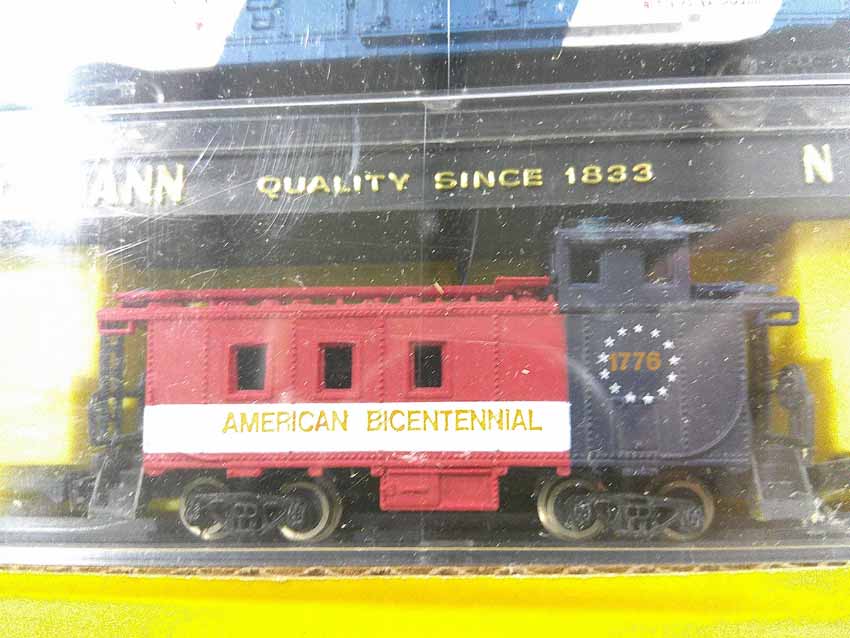 ANN QUALITY SINCE 1833 N
1776
AMERICAN BICENTENNIAL